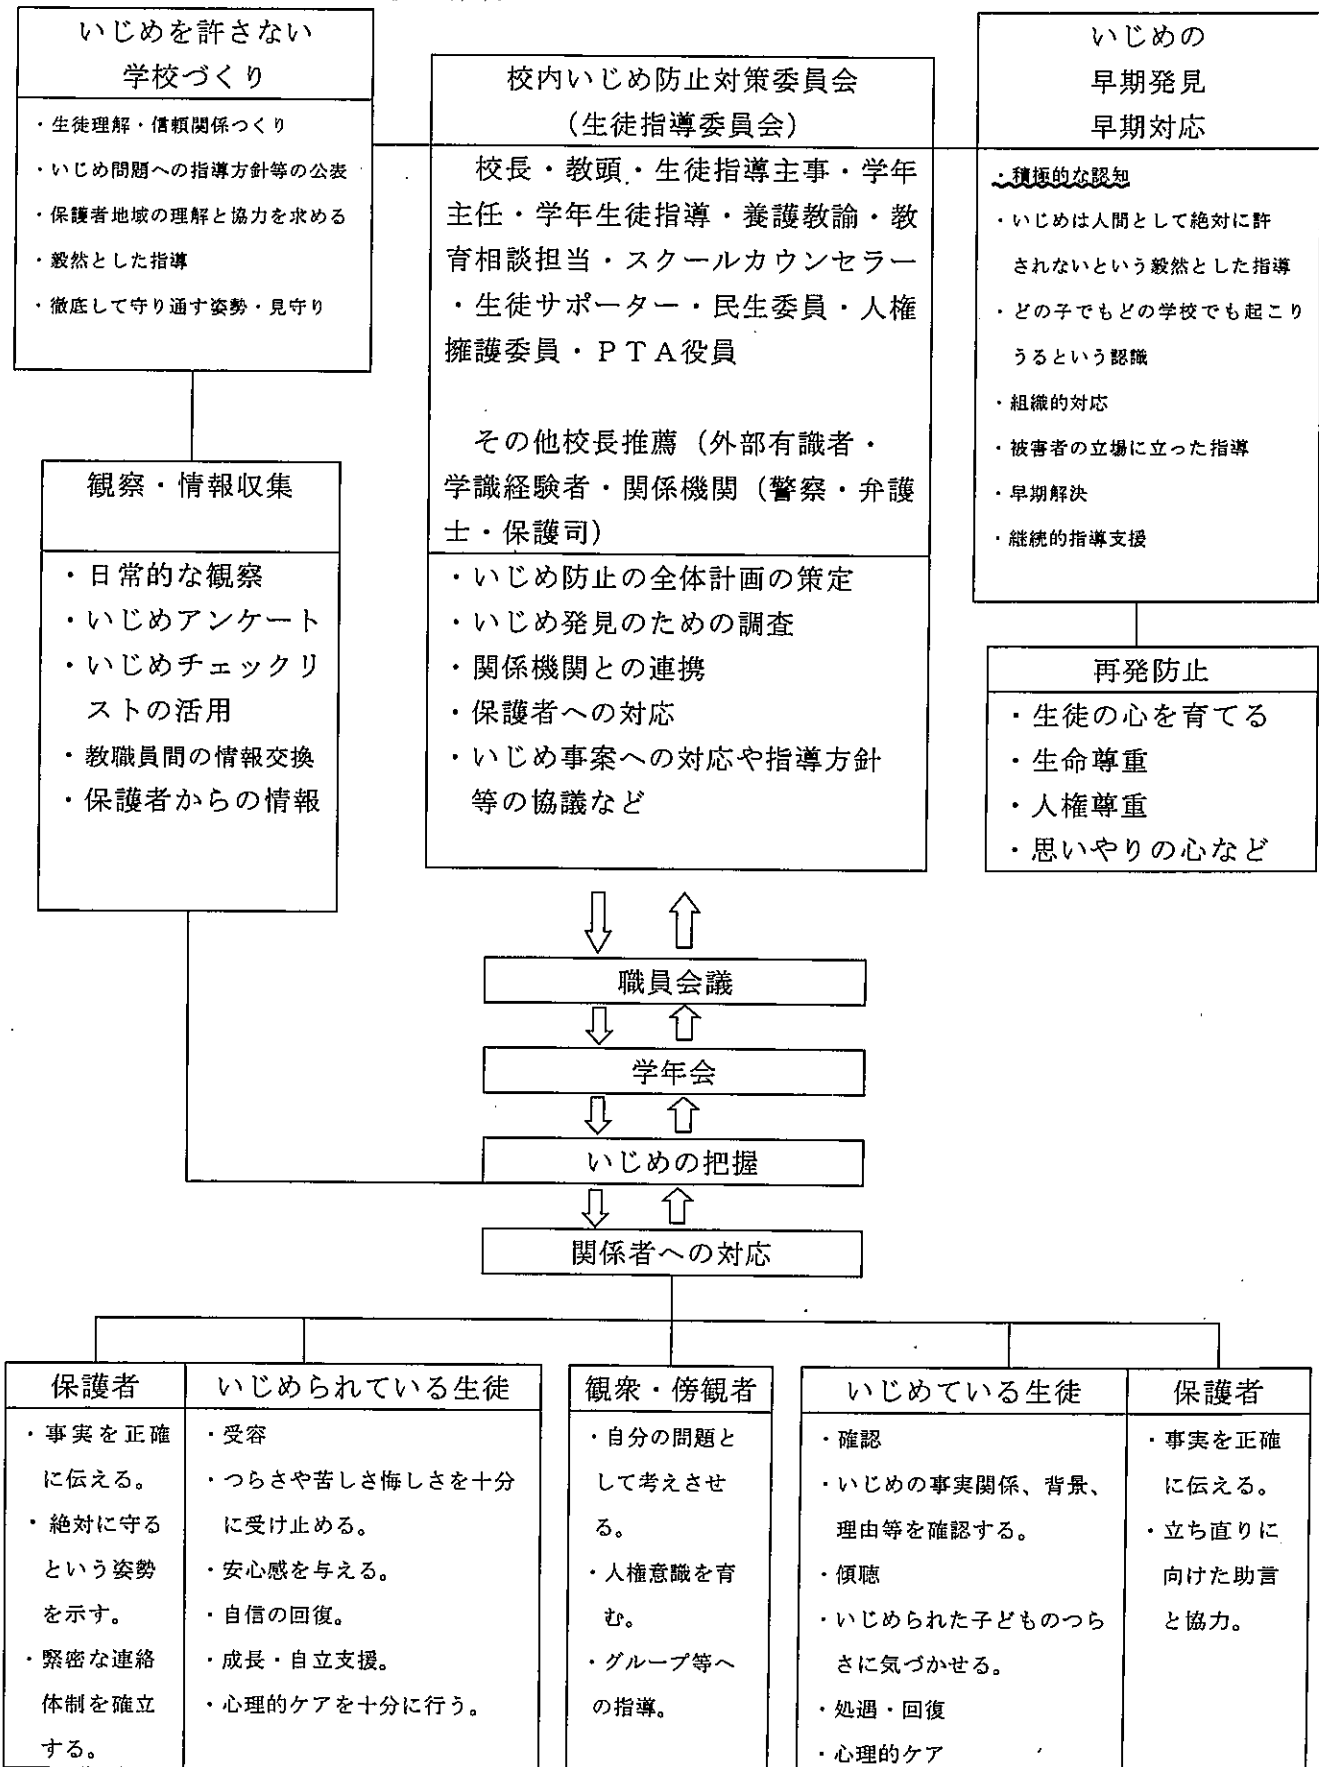 いじめを許さない
学校づくり
・生徒理解・信頼関係つくり
・いじめ問題への指導方針等の公表
・保護者地域の理解と協力を求める
・毅然とした指導
・徹底して守り通す姿勢・見守り
校内いじめ防止対策委員会
（生徒指導委員会）
校長・教頭・生徒指導主事・学年
主任・学年生徒指導・養護教諭・教
育相談担当・スクールカウンセラー
・生徒サポーター・民生委員・人権
擁護委員・ＰＴＡ役員
その他校長推薦（外部有識者・
学識経験者・関係機関（警察・弁護
士・保護司）
・いじめ防止の全体計画の策定
・いじめ発見のための調査
・関係機関との連携
・保護者への対応
・いじめ事案への対応や指導方針
等の協議など
いじめの
早期発見
早期対応
・積極的な認知
・いじめは人間として絶対に許
されないという毅然とした指導
・どの子でもどの学校でも起こり
うるという認識
・組織的対応
・被害者の立場に立った指導
・早期解決
・継続的指導支援
観察・情報収集
・日常的な観察
・いじめアンケート
・いじめチェックリ
ストの活用
・教職員間の情報交換
・保護者からの情報
再発防止
・生徒の心を育てる
・生命尊重
・人権尊重
・思いやりの心など
職員会議
学年会
いじめの把握
関係者への対応
保護者
・事実を正確
に伝える。
・絶対に守る
という姿勢
を示す。
・緊密な連絡
体制を確立
する。
いじめられている生徒
・受容
・つらさや苦しさ悔しさを十分
に受け止める。
・安心感を与える。
・自信の回復。
・成長・自立支援。
・心理的ケアを十分に行う。
観衆・傍観者
・自分の問題と
して考えさせ
る。
・人権意識を育
む。
・グループ等へ
の指導。
いじめている生徒
・確認
・いじめの事実関係、背景、
理由等を確認する。
・傾聴
・いじめられた子どものつら
さに気づかせる。
・処遇・回復
・心理的ケア
保護者
・事実を正確
に伝える。
・立ち直りに
向けた助言
と協力。